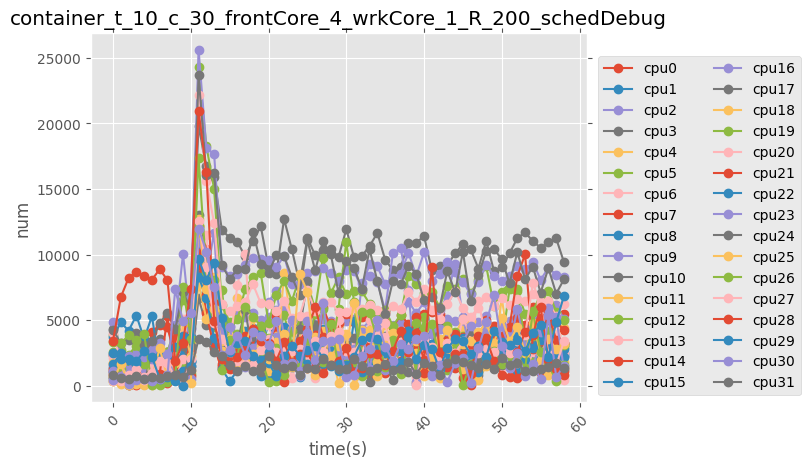 container_t_10_c_30_frontCore_4_wrkCore_1_R_200_schedDebug
25000
20000
15000
10000
5000
0
num
0
10
20
30
40
50
60
time(s)
cpu0
cpu1
cpu2
cpu3
cpu4
cpu5
cpu6
cpu7
cpu8
cpu9
cpu10
cpu11
cpu12
cpu13
cpu14
cpu15
cpu16
cpu17
cpu18
cpu19
cpu20
cpu21
cpu22
cpu23
cpu24
cpu25
cpu26
cpu27
cpu28
cpu29
cpu30
cpu31